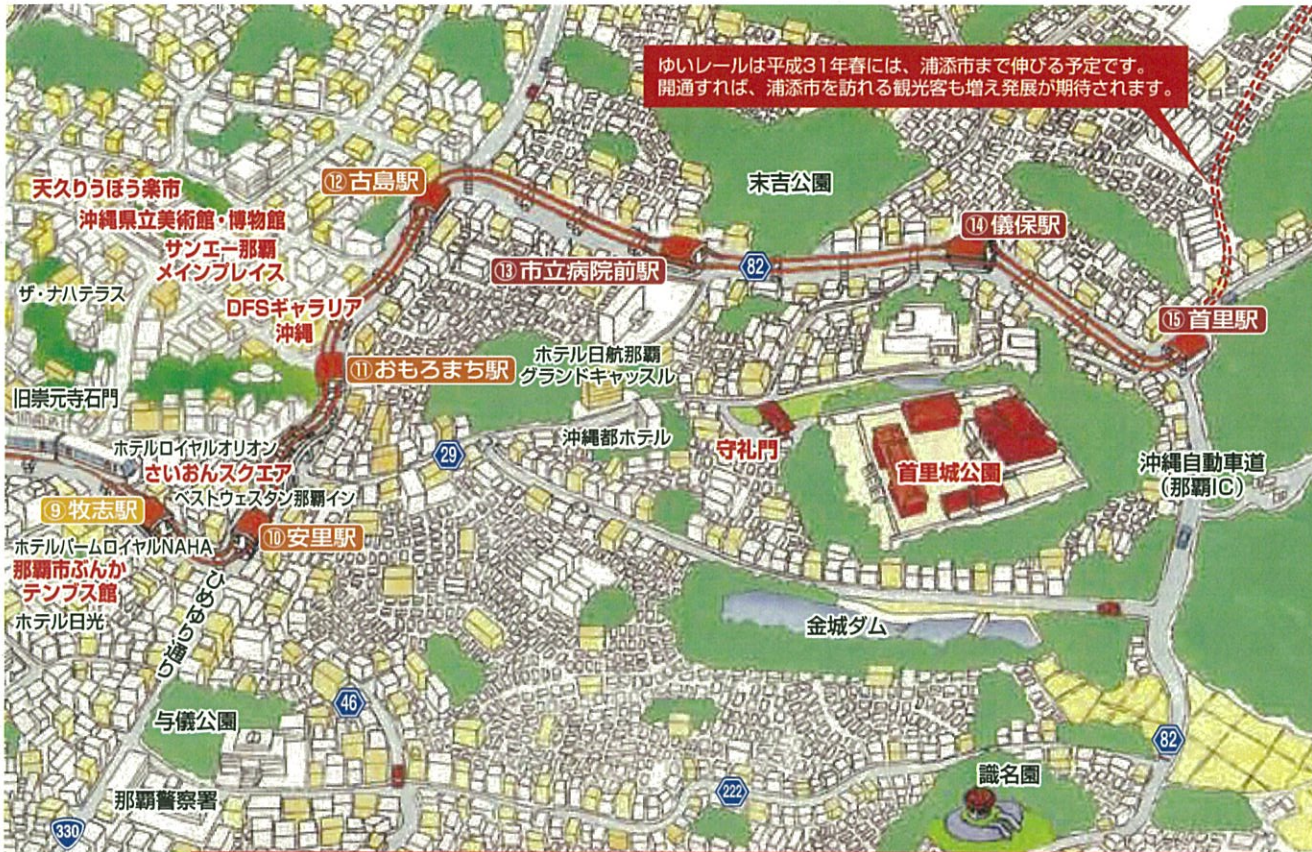 ゆいレールは平成31年春には、浦添市まで伸びる予定です。
開通すれば、浦添市を訪れる観光客も増え発展が期待されます。
⑫古島駅
末吉公園
天久りうぼう楽市
沖縄県立美術館・博物館
サンエー那覇
メインプレイス
⑭儀保駅
⑬市立病院前駅
82
ザ・ナハテラス
DFSギャラリア
沖縄
⑮首里駅
⑪おもろまち駅
ホテル日航那覇
グランドキャッスル
旧崇元寺石門
沖縄都ホテル
守礼門
首里城公園
沖縄自動車道
(那覇IC)
29
ホテルロイヤルオリオン
さいおんスクエア
ベストウェスタン那覇イン
⑨牧志駅
⑩安里駅
ホテルパームロイヤルNAHA
那覇市ぶんか
テンブス館
ホテル日光
ひめゆり通り
金城ダム
与儀公園
46
82
那覇警察署
222
識名園
330